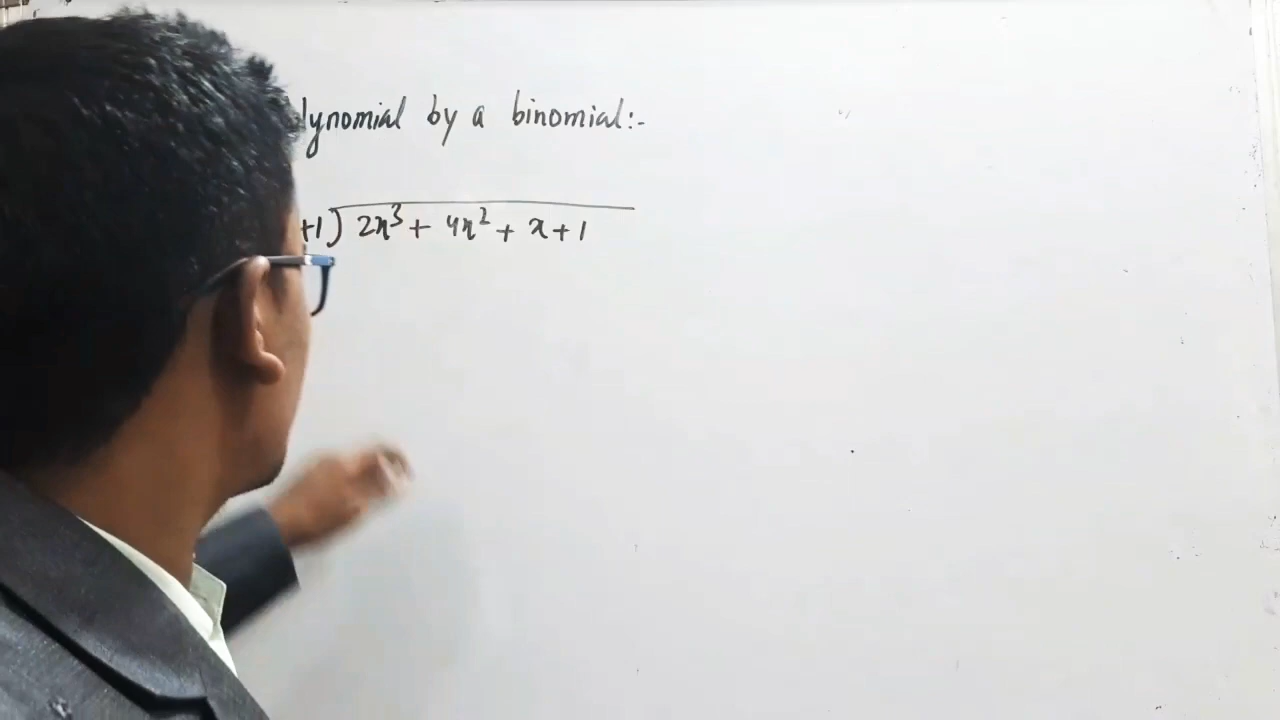 lynomial by a binomial:-
+1) 2x³ + 4x² + x + 1